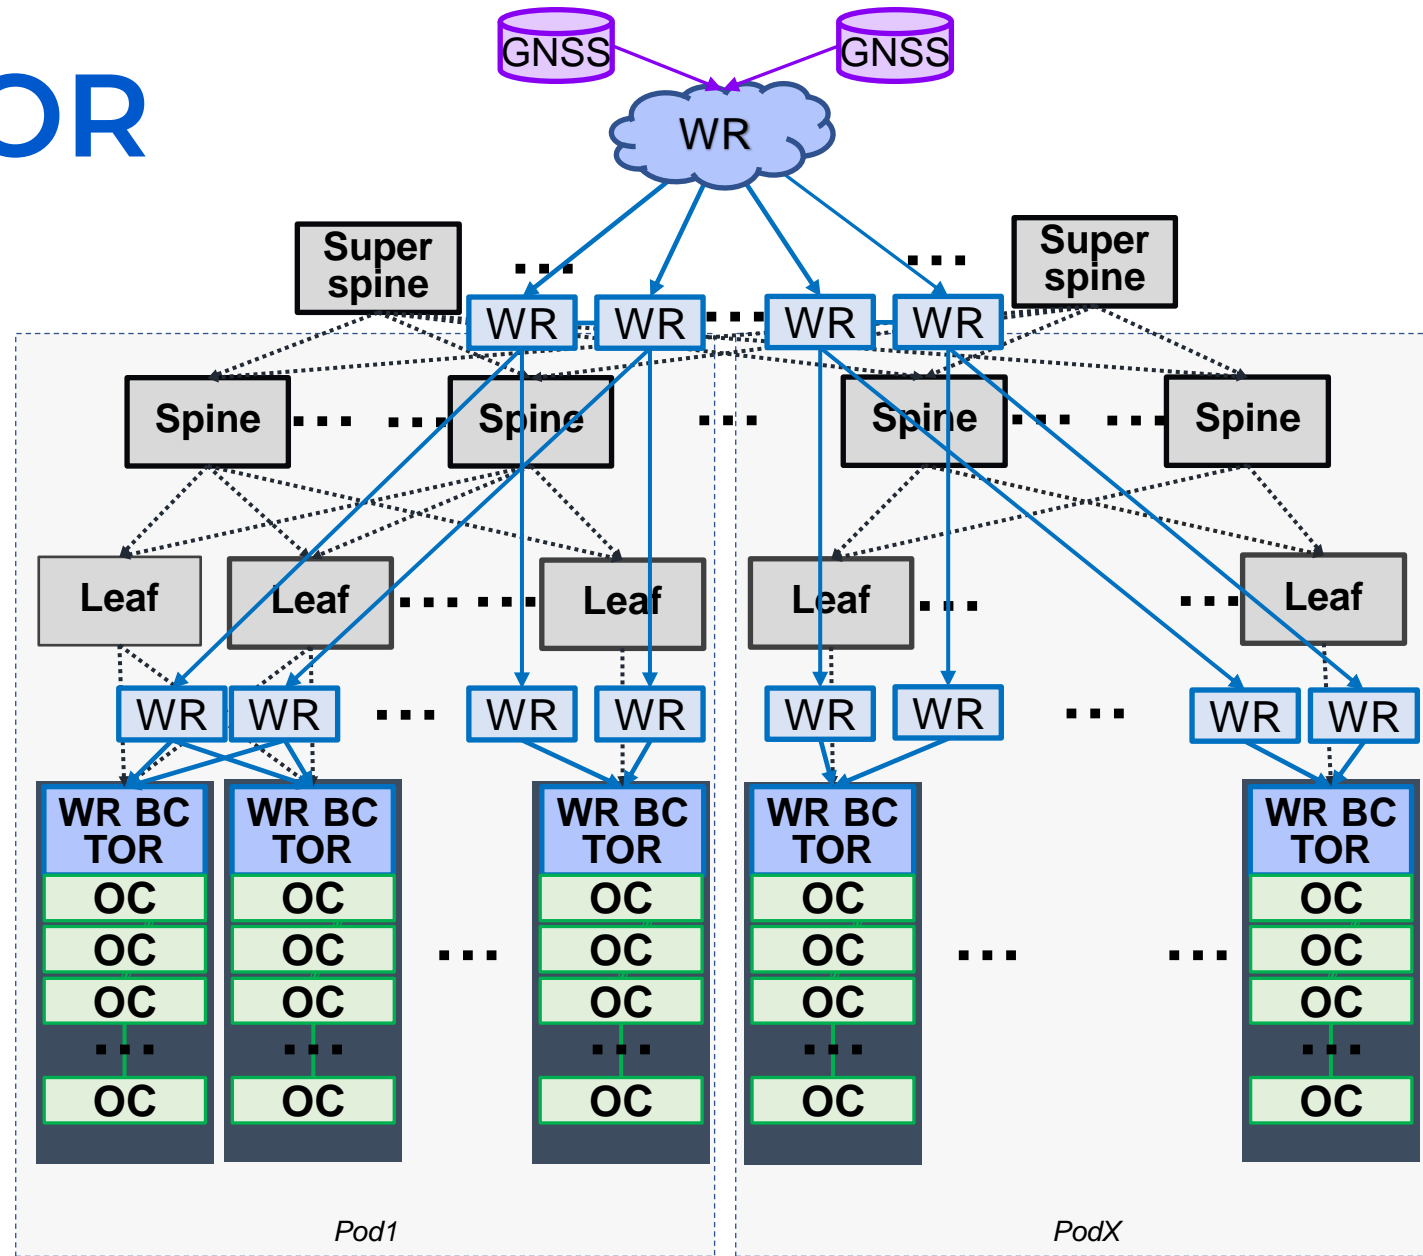 OR
GNSS GNSS
WR
Super
spine
Super
spine
WR WR WR WR
Spine Spine Spine Spine
Leaf Leaf Leaf Leaf Leaf
WR WR WR WR WR WR WR WR
WR BC
TOR
WR BC
TOR
WR BC
TOR
WR BC
TOR
WR BC
TOR
OC OC OC OC OC
OC OC OC OC OC
OC OC OC OC OC
OC OC OC OC OC
Pod1 PodX